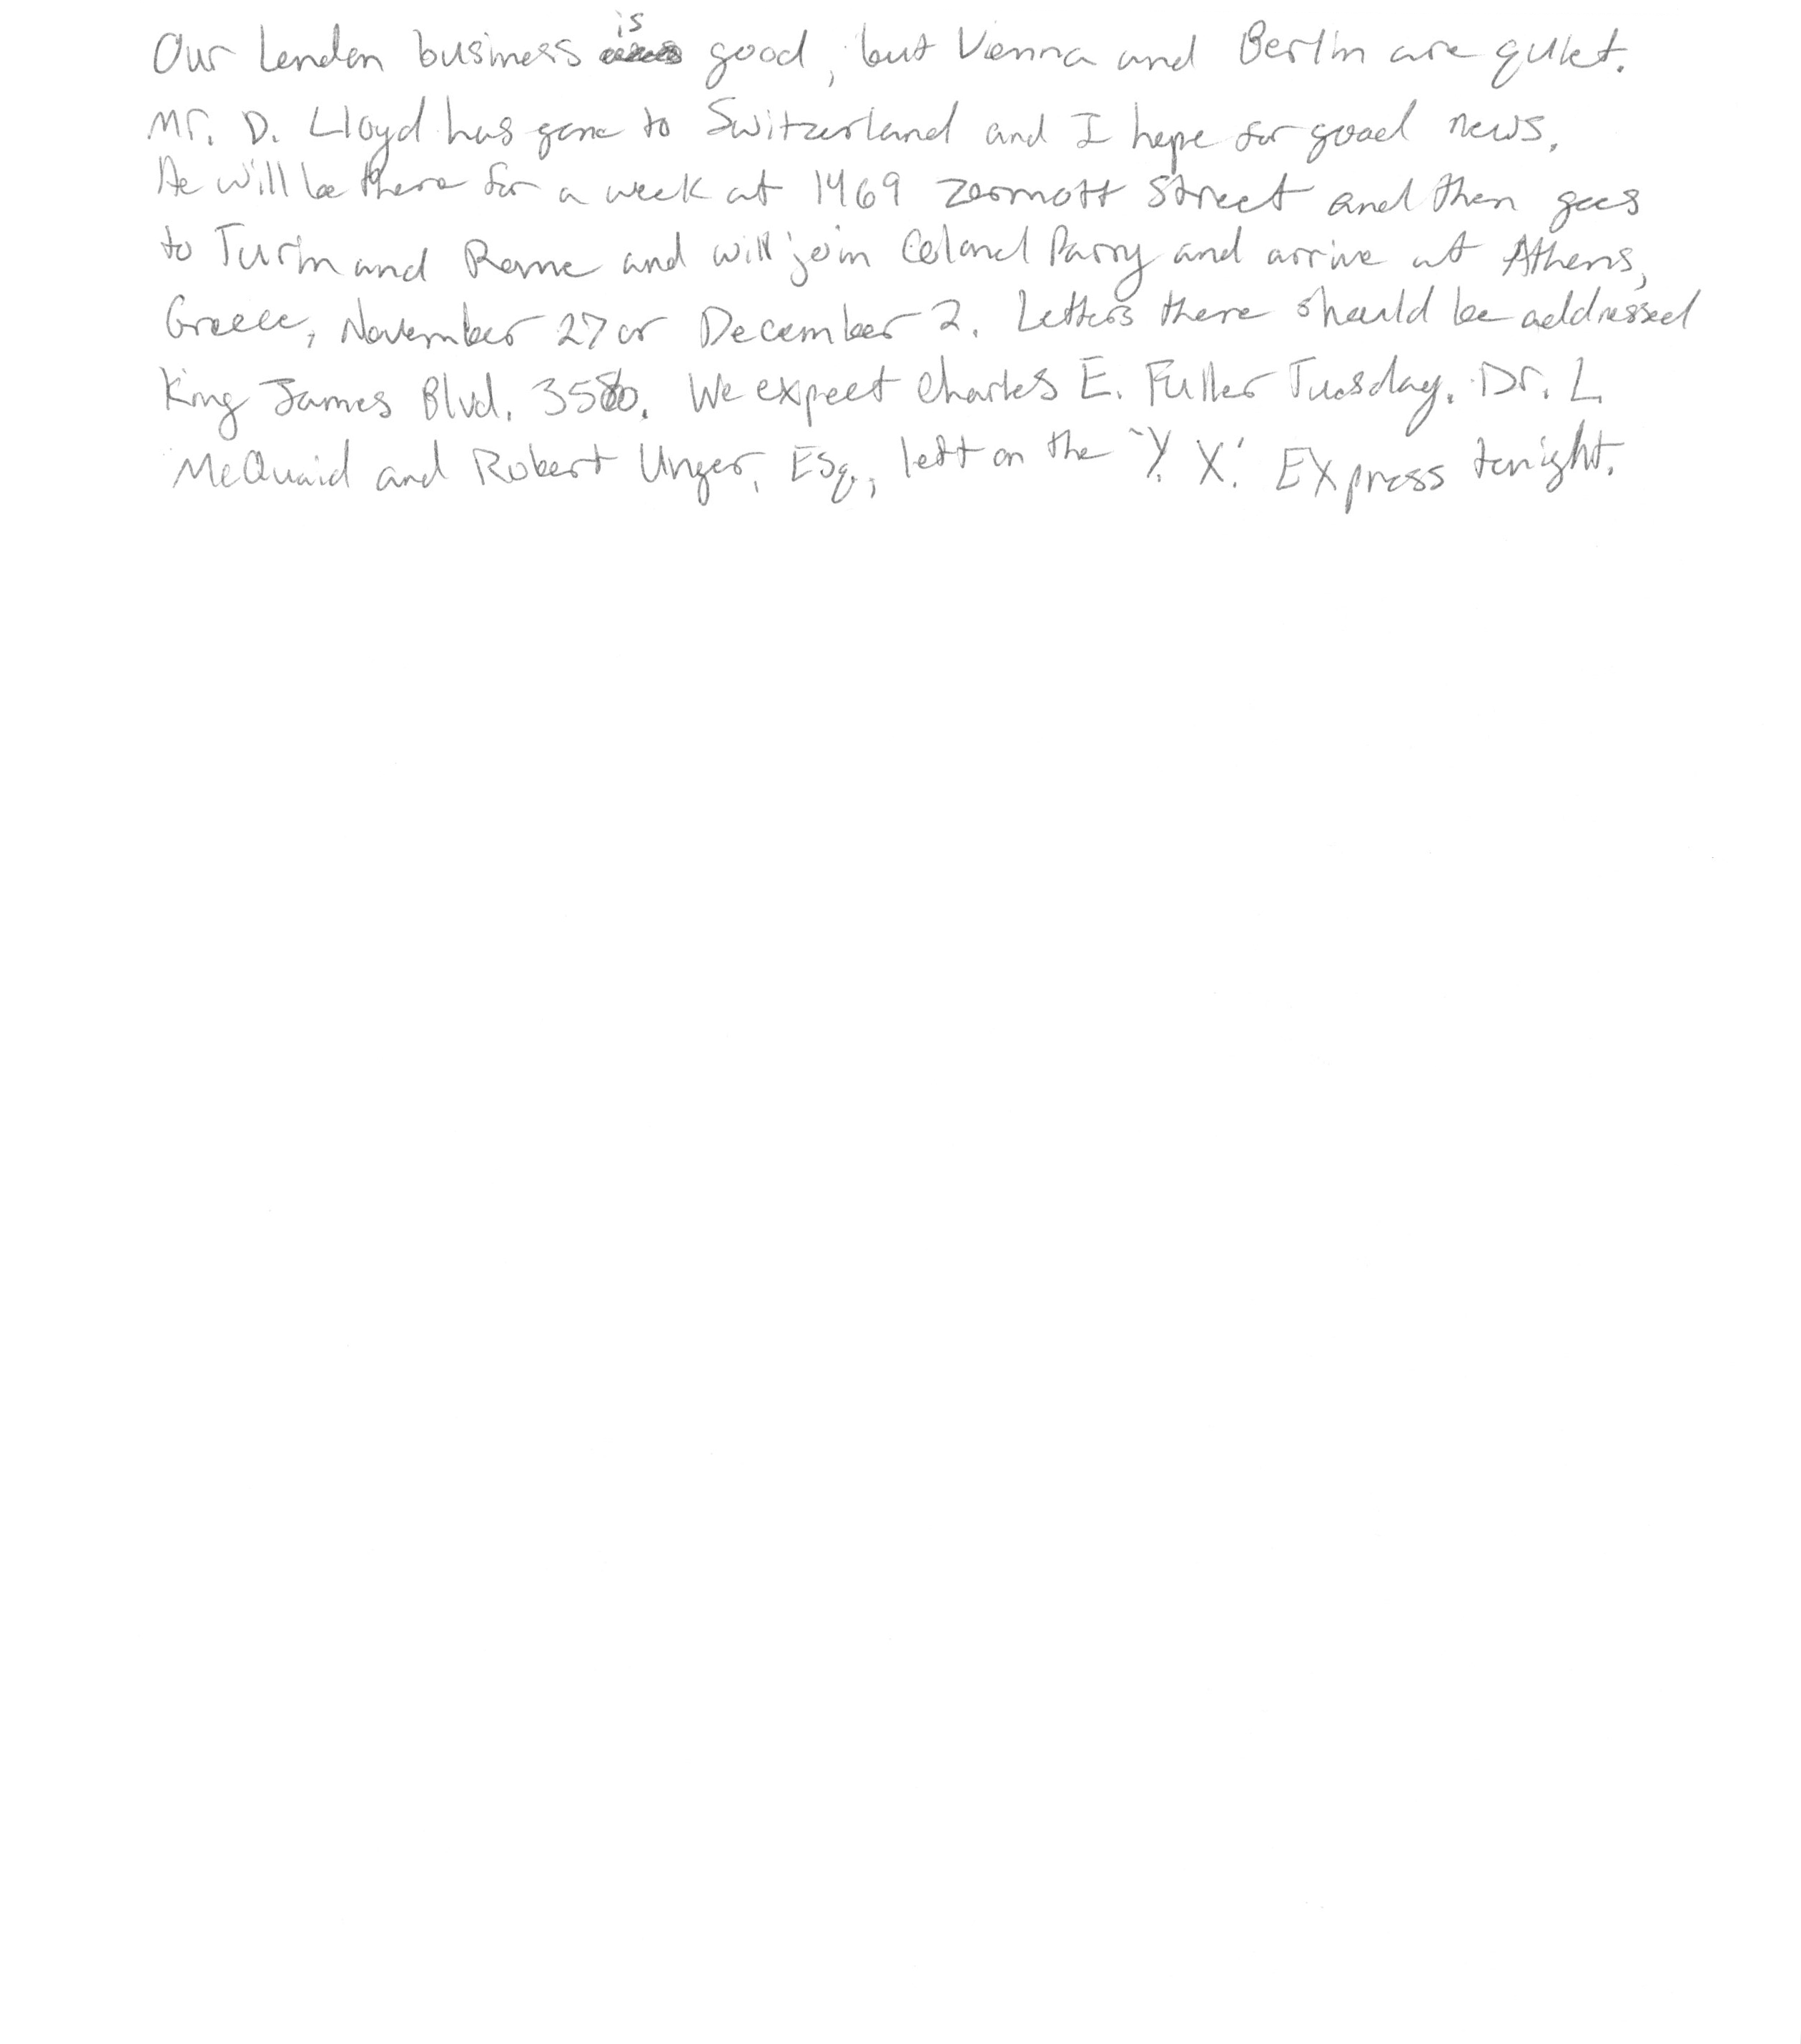 Our London business is good, but Vienna and Berlin are quiet.
Mr. D. Lloyd has gone to Switzerland and I hope for good news.
He will be there for a week at 1469 Zermott Street and then goes
to Turin and Rome and will join Colonel Parry and arrive at Athens,
Greece, November 27 or December 2. Letters there should be addressed
King James Blvd. 3580. We expect Charles E. Fuller Tuesday. Dr. L.
McQuaid and Robert Unger, Esq., left on the 'Y. X.' Express tonight.